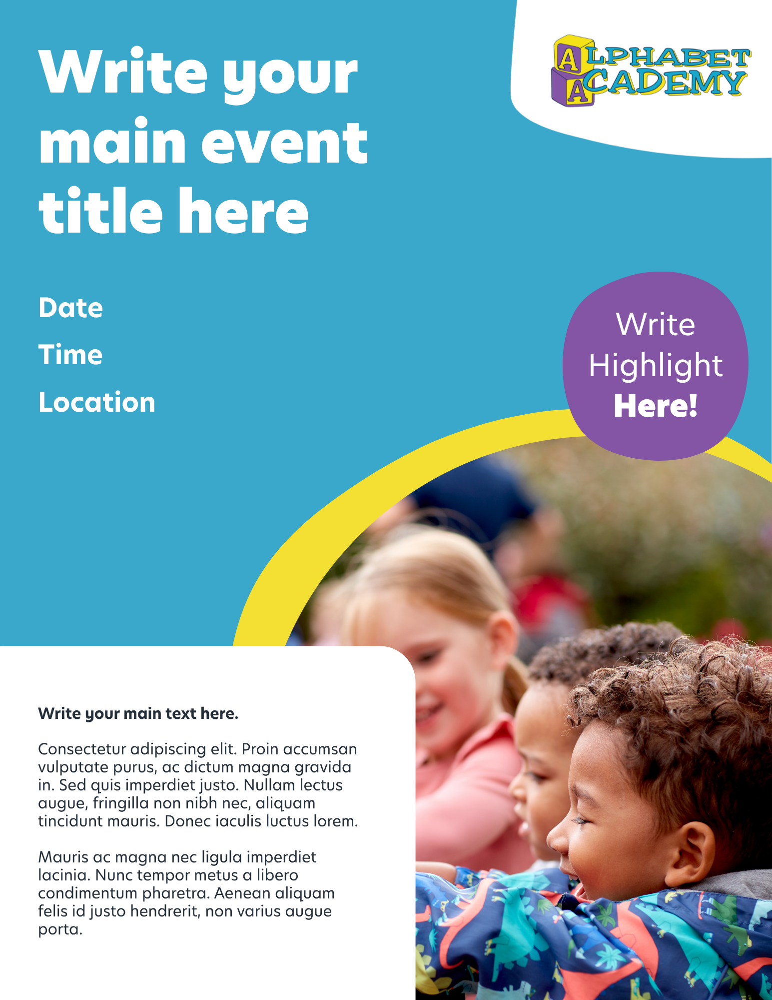 Write your
main event
title here
ALPHABET
ACADEMY
Date
Time
Location
Write
Highlight
Here!
Write your main text here.
Consectetur adipiscing elit. Proin accumsan
vulputate purus, ac dictum magna gravida
in. Sed quis imperdiet justo. Nullam lectus
augue, fringilla non nibh nec, aliquam
tincidunt mauris. Donec iaculis luctus lorem.
Mauris ac magna nec ligula imperdiet
lacinia. Nunc tempor metus a libero
condimentum pharetra. Aenean aliquam
felis id justo hendrerit, non varius augue
porta.